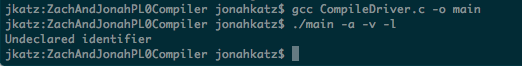 jkatz:ZachAndJonahPL0Compiler jonahkatz$ gcc CompileDriver.c -o main
jkatz:ZachAndJonahPL0Compiler jonahkatz$ ./main -a -v -l
Undeclared identifier
jkatz:ZachAndJonahPL0Compiler jonahkatz$